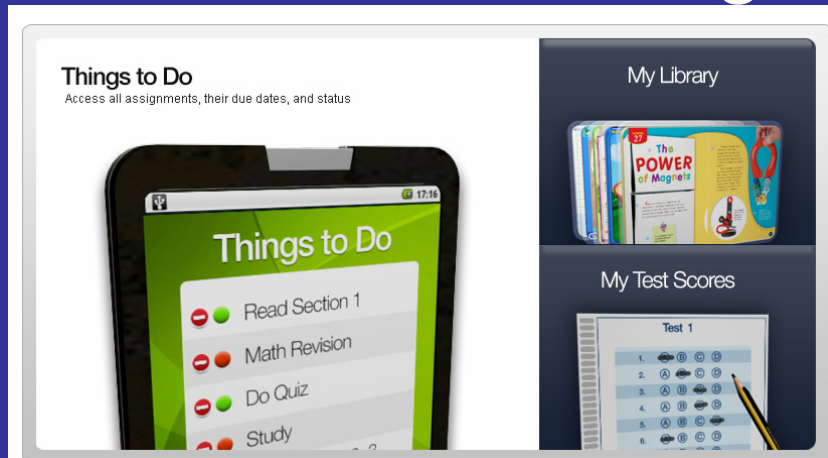 Things to Do
Access all assignments, their due dates, and status
17:16
Things to Do
Read Section 1
Math Revision
Do Quiz
Study
My Library
27
The
POWER
of Magnets
My Test Scores
Test 1
1. A B C D
2. A B C D
3. A B C D
4. A B C D
5. A B C D
6. A B C D